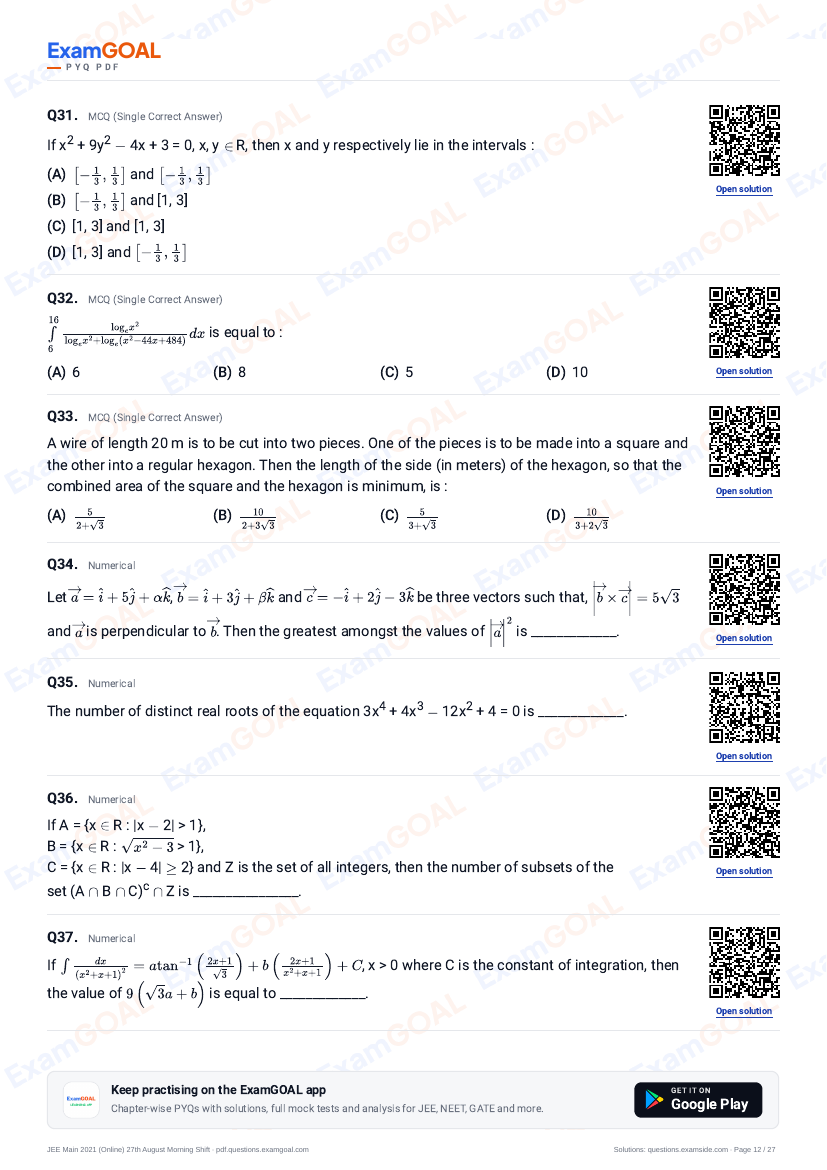 ExamGOAL
PYQ PDF
Q31. MCQ (Single Correct Answer)
If x² + 9y² − 4x + 3 = 0, x, y ∈ R, then x and y respectively lie in the intervals :
(A) [−1/3, 1/3] and [−1/3, 1/3]
(B) [−1/3, 1/3] and [1, 3]
(C) [1, 3] and [1, 3]
(D) [1, 3] and [−1/3, 1/3]
Open solution
Q32. MCQ (Single Correct Answer)
∫₆¹⁶ logₑx² / (logₑx²+logₑ(x²−44x+484)) dx is equal to :
(A) 6 (B) 8 (C) 5 (D) 10
Open solution
Q33. MCQ (Single Correct Answer)
A wire of length 20 m is to be cut into two pieces. One of the pieces is to be made into a square and
the other into a regular hexagon. Then the length of the side (in meters) of the hexagon, so that the
combined area of the square and the hexagon is minimum, is :
(A) 5/(2+√3) (B) 10/(2+3√3) (C) 5/(3+√3) (D) 10/(3+2√3)
Open solution
Q34. Numerical
Let a⃗ = î + 5ĵ + αk̂, b⃗ = î + 3ĵ + βk̂ and c⃗ = −î + 2ĵ − 3k̂ be three vectors such that, |b⃗ × c⃗| = 5√3
and a⃗ is perpendicular to b⃗. Then the greatest amongst the values of |a⃗|² is _____________.
Open solution
Q35. Numerical
The number of distinct real roots of the equation 3x⁴ + 4x³ − 12x² + 4 = 0 is _____________.
Open solution
Q36. Numerical
If A = {x ∈ R : |x − 2| > 1},
B = {x ∈ R : √(x² − 3) > 1},
C = {x ∈ R : |x − 4| ≥ 2} and Z is the set of all integers, then the number of subsets of the
set (A ∩ B ∩ C)ᶜ ∩ Z is ________________.
Open solution
Q37. Numerical
If ∫ dx/(x²+x+1)² = a tan⁻¹((2x+1)/√3) + b((2x+1)/(x²+x+1)) + C, x > 0 where C is the constant of integration, then
the value of 9(√3a + b) is equal to _____________.
Open solution
ExamGOAL
Keep practising on the ExamGOAL app
Chapter-wise PYQs with solutions, full mock tests and analysis for JEE, NEET, GATE and more.
GET IT ON
Google Play
JEE Main 2021 (Online) 27th August Morning Shift · pdf.questions.examgoal.com
Solutions: questions.examside.com · Page 12 / 27